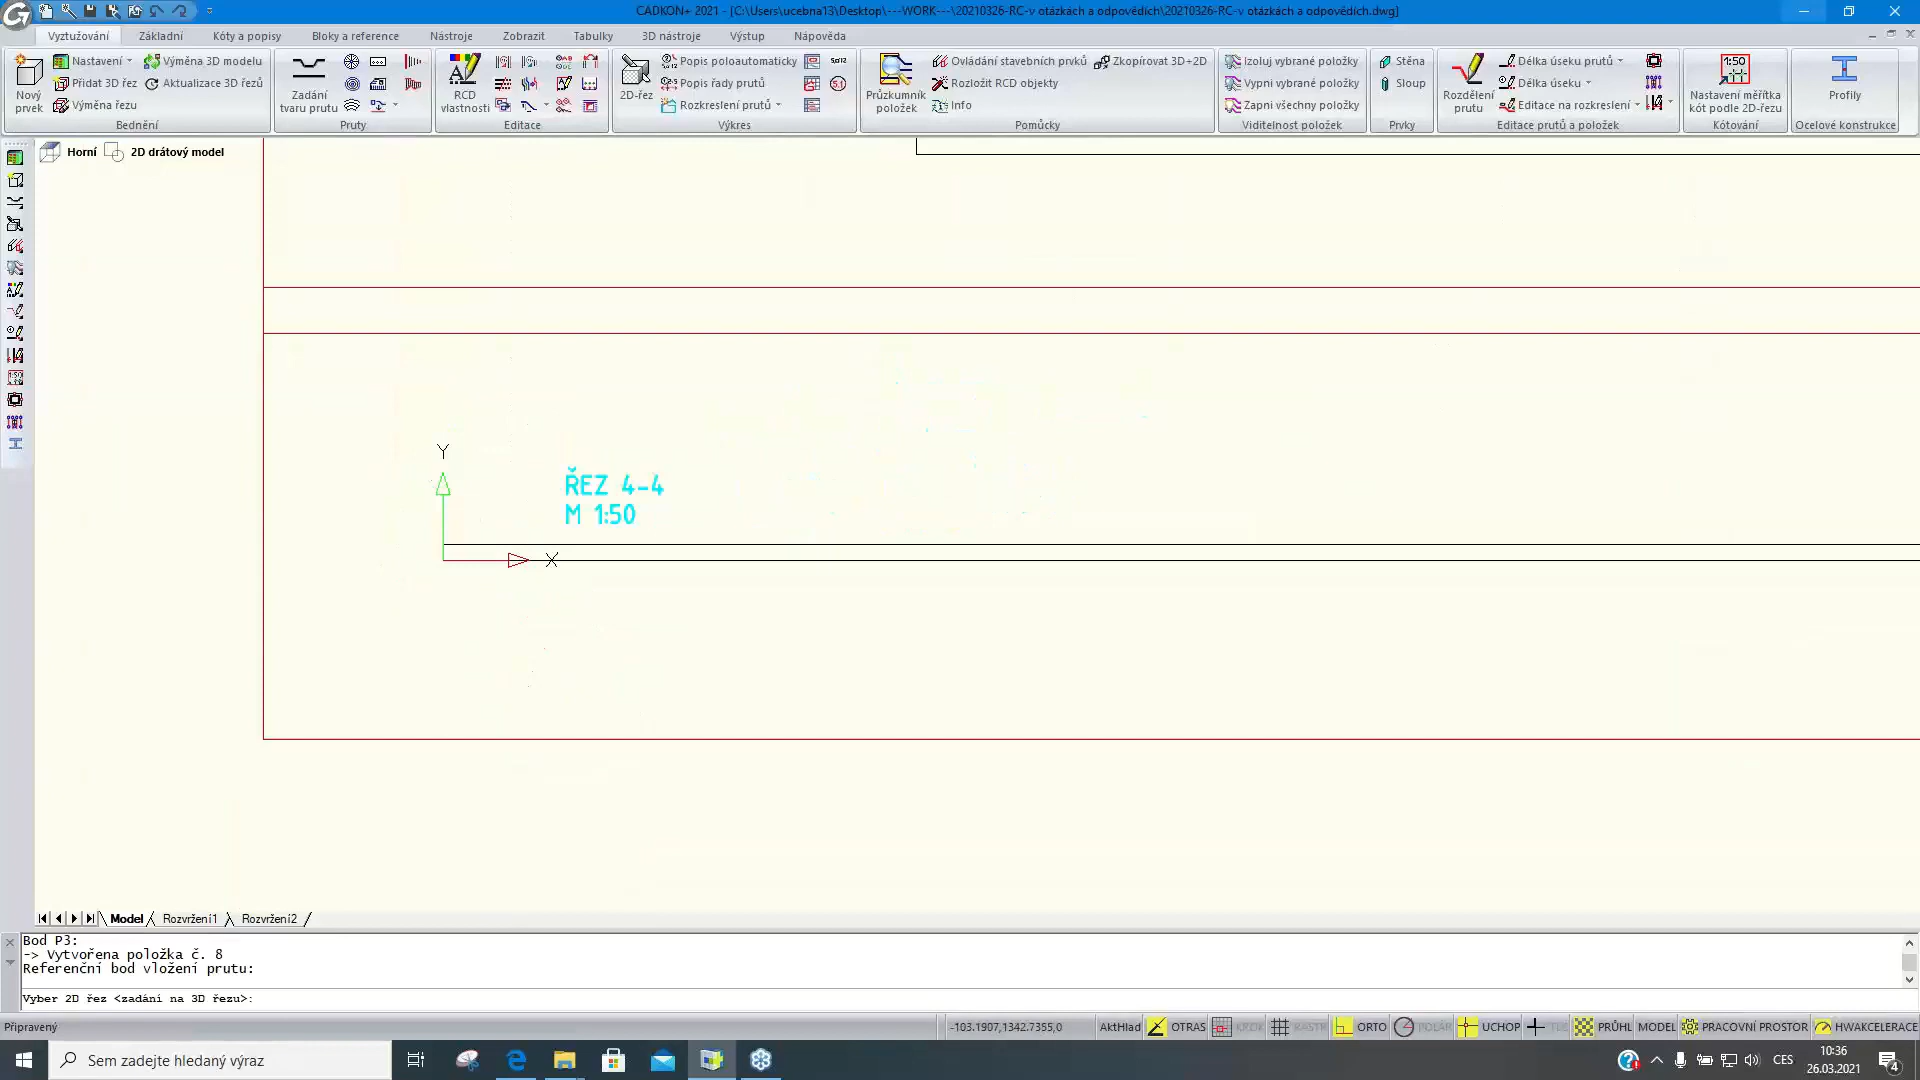 CADKON+ 2021 - [C:\Users\ucebna13\Desktop\---WORK---\20210326-RC-v otázkách a odpovědích\20210326-RC-v otázkách a odpovědích.dwg]
Vyztužování Základní Kóty a popisy Bloky a reference Nástroje Zobrazit Tabulky 3D nástroje Výstup Nápověda
Nový prvek
Nastavení Výměna 3D modelu
Přidat 3D řez Aktualizace 3D řezů
Výměna řezu
Bednění
Zadání tvaru prutu
Pruty
RCD vlastnosti
Editace
2D-řez
Popis poloautomaticky
Popis řady prutů
Rozkreslení prutů
Výkres
Průzkumník položek
Ovládání stavebních prvků Zkopírovat 3D+2D
Rozložit RCD objekty
Info
Pomůcky
Izoluj vybrané položky
Vypni vybrané položky
Zapni všechny položky
Viditelnost položek
Stěna
Sloup
Prvky
Rozdělení prutu
Délka úseku prutů
Délka úseku
Editace na rozkreslení
Editace prutů a položek
1:50
Nastavení měřítka kót podle 2D-řezu
Kótování
Profily
Ocelové konstrukce
Horní 2D drátový model
Y
ŘEZ 4-4
M 1:50
X
Model Rozvržení1 Rozvržení2
Bod P3:
-> Vytvořena položka č. 8
Referenční bod vložení prutu:
Vyber 2D řez <zadání na 3D řezu>:
Připravený -103.1907,1342.7355,0 AktHlad OTRAS KROK RASTR ORTO POLÁR UCHOP PRŮHL MODEL PRACOVNÍ PROSTOR HWAKCELERACE
Sem zadejte hledaný výraz CES 10:36
26.03.2021
4